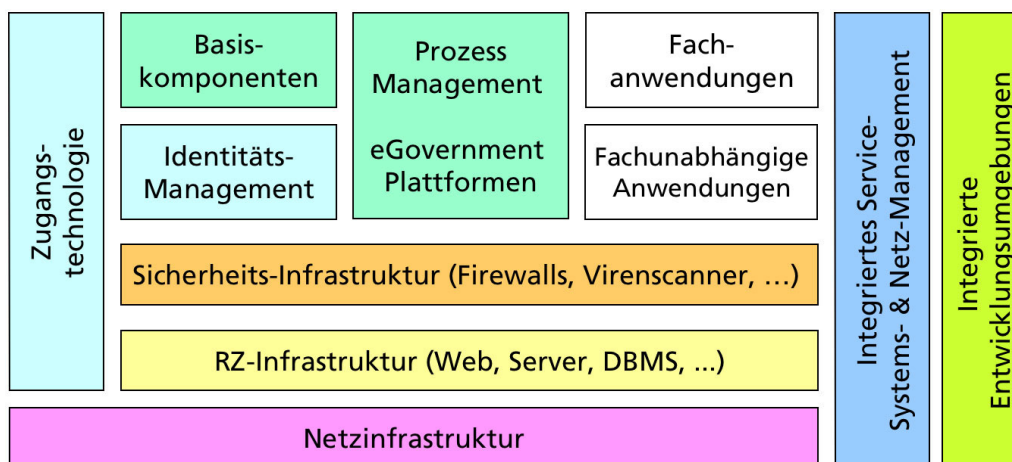 Zugangs-
technologie
Basis-
komponenten
Prozess
Management
eGovernment
Plattformen
Fach-
anwendungen
Identitäts-
Management
Fachunabhängige
Anwendungen
Sicherheits-Infrastruktur (Firewalls, Virenscanner, …)
RZ-Infrastruktur (Web, Server, DBMS, ...)
Netzinfrastruktur
Integriertes Service-
Systems- & Netz-Management
Integrierte
Entwicklungsumgebungen